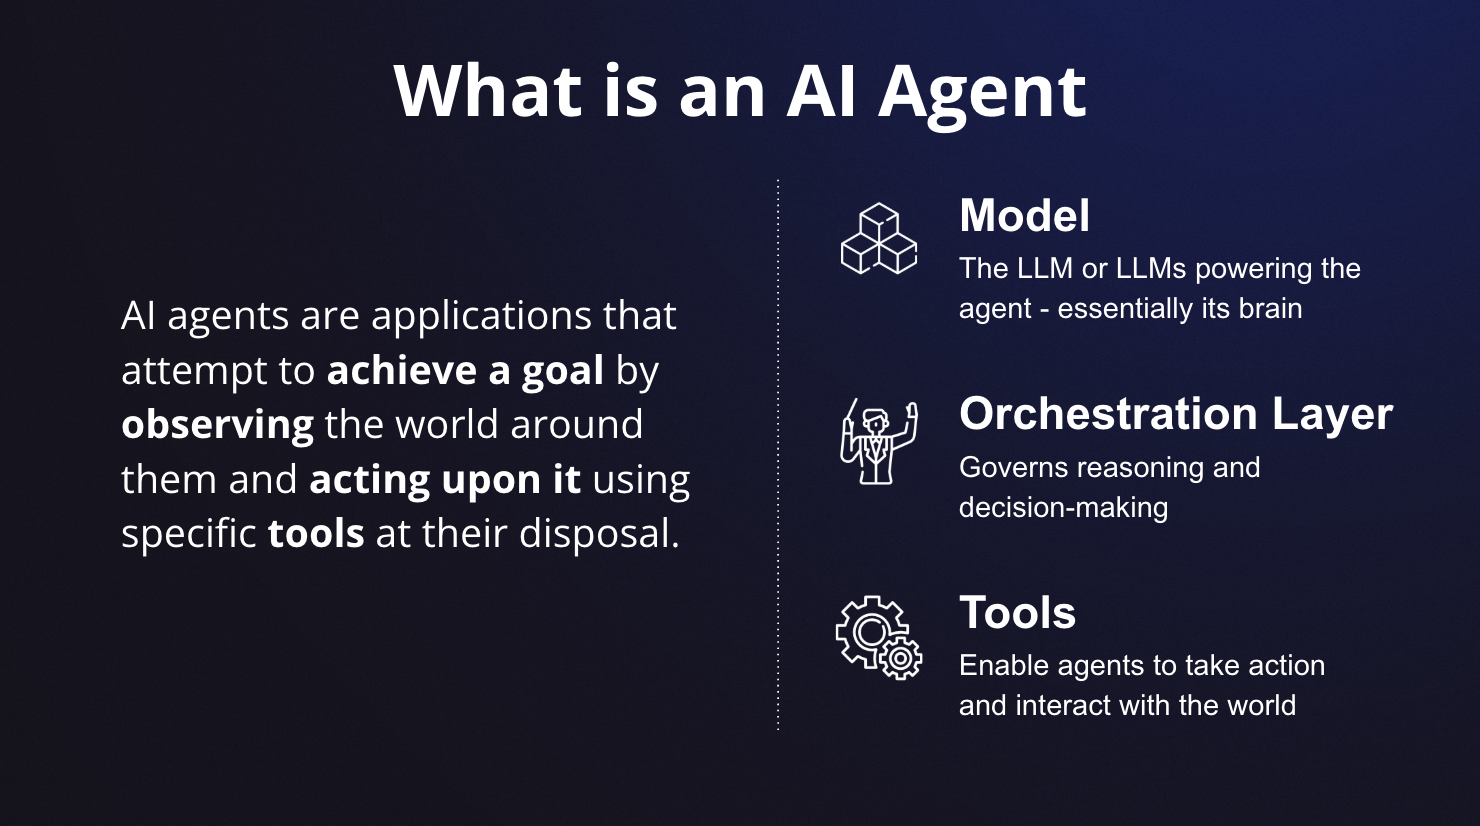 What is an AI Agent
AI agents are applications that
attempt to achieve a goal by
observing the world around
them and acting upon it using
specific tools at their disposal.
Model
The LLM or LLMs powering the
agent - essentially its brain
Orchestration Layer
Governs reasoning and
decision-making
Tools
Enable agents to take action
and interact with the world